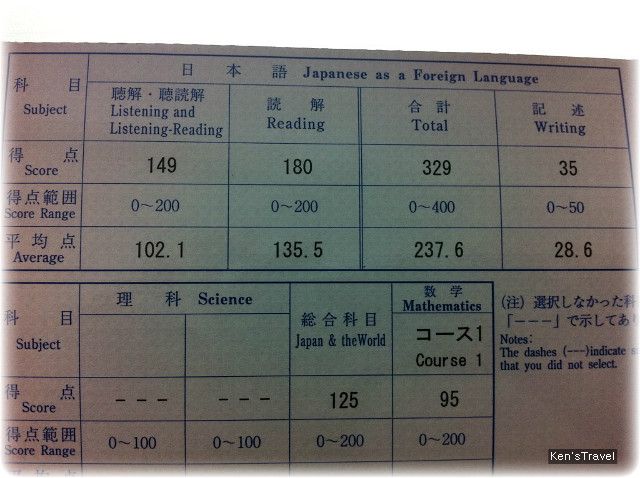 科 目 日 本 語 Japanese as a Foreign Language
Subject 聴解・聴読解 読 解 合 計 記 述
Listening and Reading Total Writing
Listening-Reading
得 点 149 180 329 35
Score
得点範囲 0〜200 0〜200 0〜400 0〜50
Score Range
平均点 102.1 135.5 237.6 28.6
Average
科 目 理 科 Science 総合科目 数 学
Subject Japan & theWorld Mathematics
コース1
Course 1
得 点 --- --- 125 95
Score
得点範囲 0〜100 0〜100 0〜200 0〜200
Score Range
(注) 選択しなかった科
「---」で示してあ
Notes:
The dashes (---)indicate
that you did not select.
Ken'sTravel